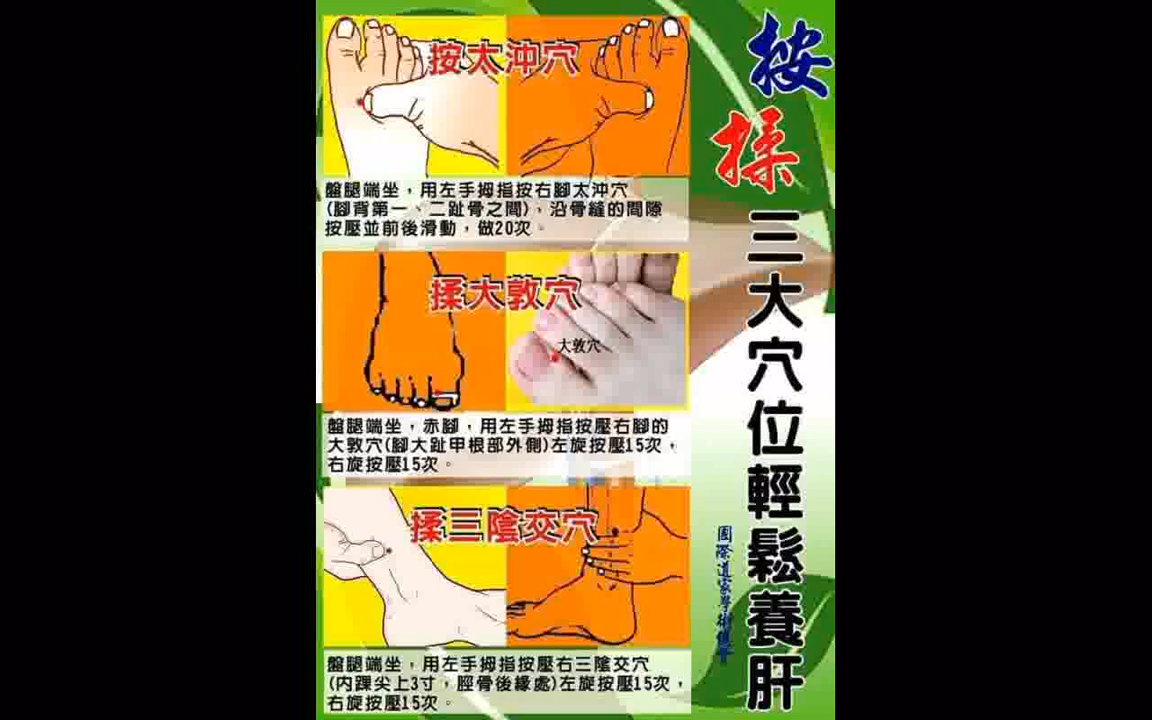 按揉三大穴位輕鬆養肝
按太沖穴
盤腿端坐，用左手拇指按右腳太沖穴
(腳背第一、二趾骨之間)，沿骨縫的間隙
按壓並前後滑動，做20次。
揉大敦穴
大敦穴
盤腿端坐，赤腳，用左手拇指按壓右腳的
大敦穴(腳大趾甲根部外側)左旋按壓15次，
右旋按壓15次。
揉三陰交穴
盤腿端坐，用左手拇指按壓右三陰交穴
(內踝尖上3寸，脛骨後緣處)左旋按壓15次，
右旋按壓15次。
國際道家學術總會